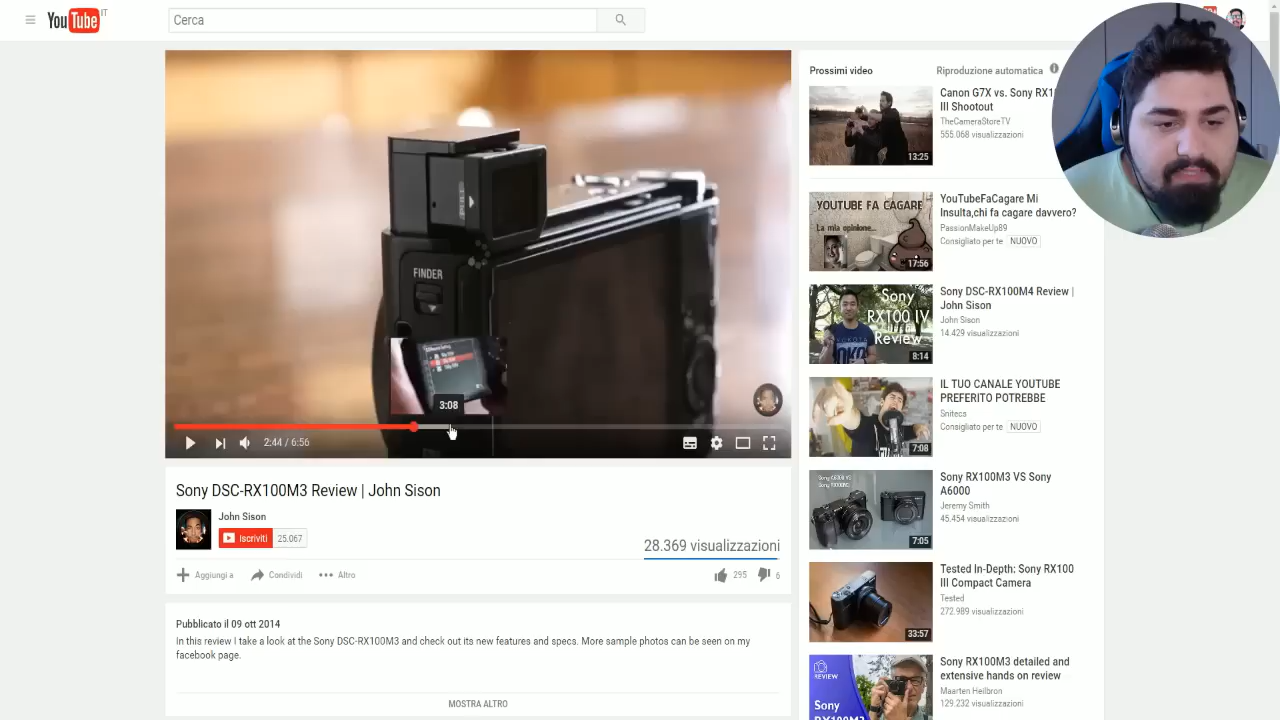 YouTube IT
Cerca
FINDER
3:08
2:44 / 6:56
Sony DSC-RX100M3 Review | John Sison
John Sison
Iscriviti 25.067
28.369 visualizzazioni
Aggiungi a Condividi Altro
295 6
Pubblicato il 09 ott 2014
In this review I take a look at the Sony DSC-RX100M3 and check out its new features and specs. More sample photos can be seen on my
facebook page.
MOSTRA ALTRO
Prossimi video
Riproduzione automatica
Canon G7X vs. Sony RX10
III Shootout
TheCameraStoreTV
555.068 visualizzazioni
13:25
YOUTUBE FA CAGARE
La mia opinione...
17:56
YouTubeFaCagare Mi
Insulta,chi fa cagare davvero?
PassionMakeUp89
Consigliato per te NUOVO
Sony
RX100 IV
Review
8:14
Sony DSC-RX100M4 Review |
John Sison
John Sison
14.429 visualizzazioni
7:08
IL TUO CANALE YOUTUBE
PREFERITO POTREBBE
Sniteca
Consigliato per te NUOVO
7:05
Sony RX100M3 VS Sony
A6000
Jeremy Smith
45.454 visualizzazioni
33:57
Tested In-Depth: Sony RX100
III Compact Camera
Tested
272.989 visualizzazioni
REVIEW
Sony
RX100M3
Sony RX100M3 detailed and
extensive hands on review
Maarten Heilbron
129.232 visualizzazioni